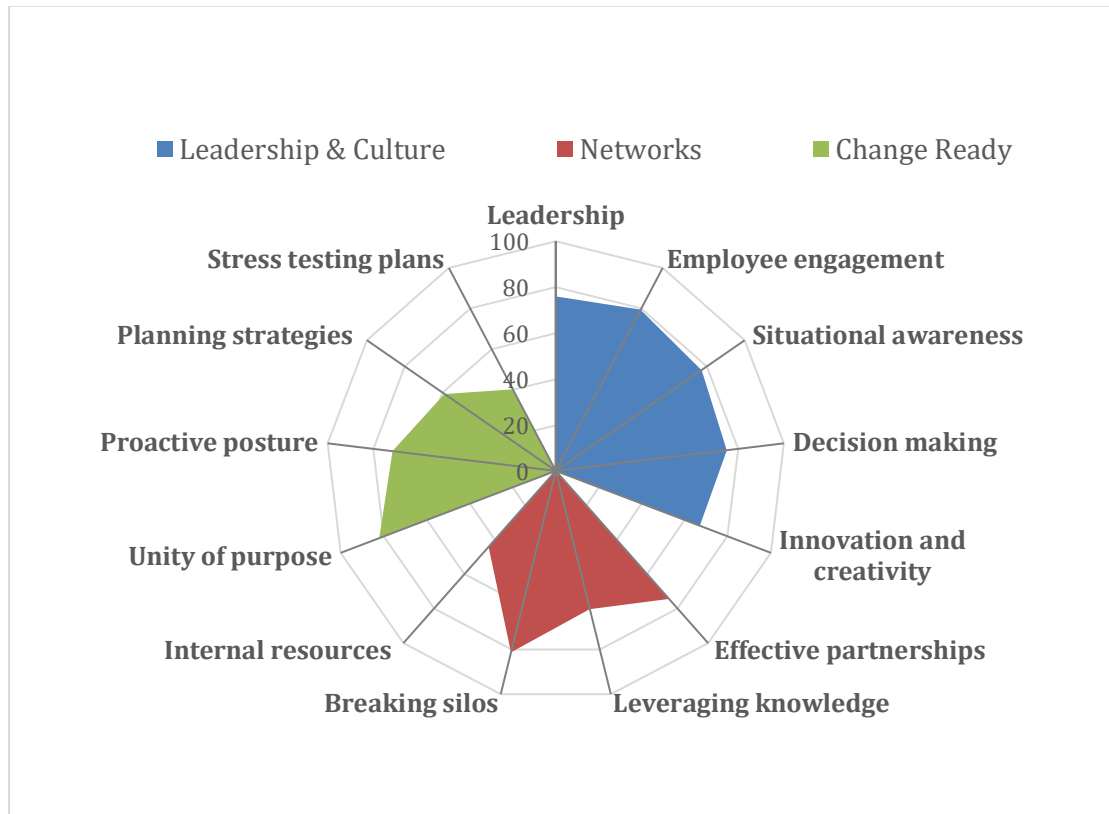 Leadership & Culture
Networks
Change Ready
Leadership
100
80
60
40
20
0
Employee engagement
Situational awareness
Decision making
Innovation and
creativity
Effective partnerships
Leveraging knowledge
Breaking silos
Internal resources
Unity of purpose
Proactive posture
Planning strategies
Stress testing plans